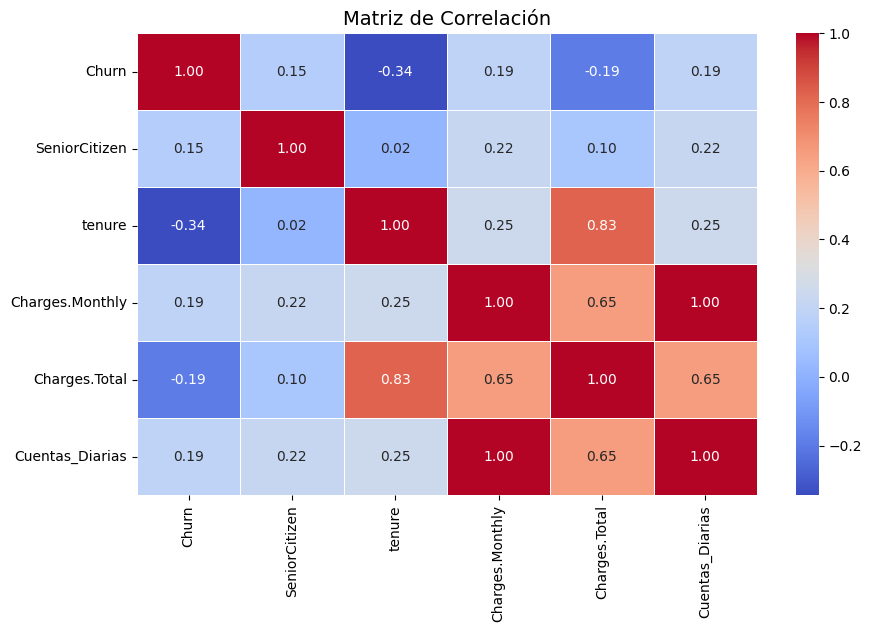 Matriz de Correlación
Churn 1.00 0.15 -0.34 0.19 -0.19 0.19
SeniorCitizen 0.15 1.00 0.02 0.22 0.10 0.22
tenure -0.34 0.02 1.00 0.25 0.83 0.25
Charges.Monthly 0.19 0.22 0.25 1.00 0.65 1.00
Charges.Total -0.19 0.10 0.83 0.65 1.00 0.65
Cuentas_Diarias 0.19 0.22 0.25 1.00 0.65 1.00
Churn
SeniorCitizen
tenure
Charges.Monthly
Charges.Total
Cuentas_Diarias
1.0
0.8
0.6
0.4
0.2
0.0
−0.2